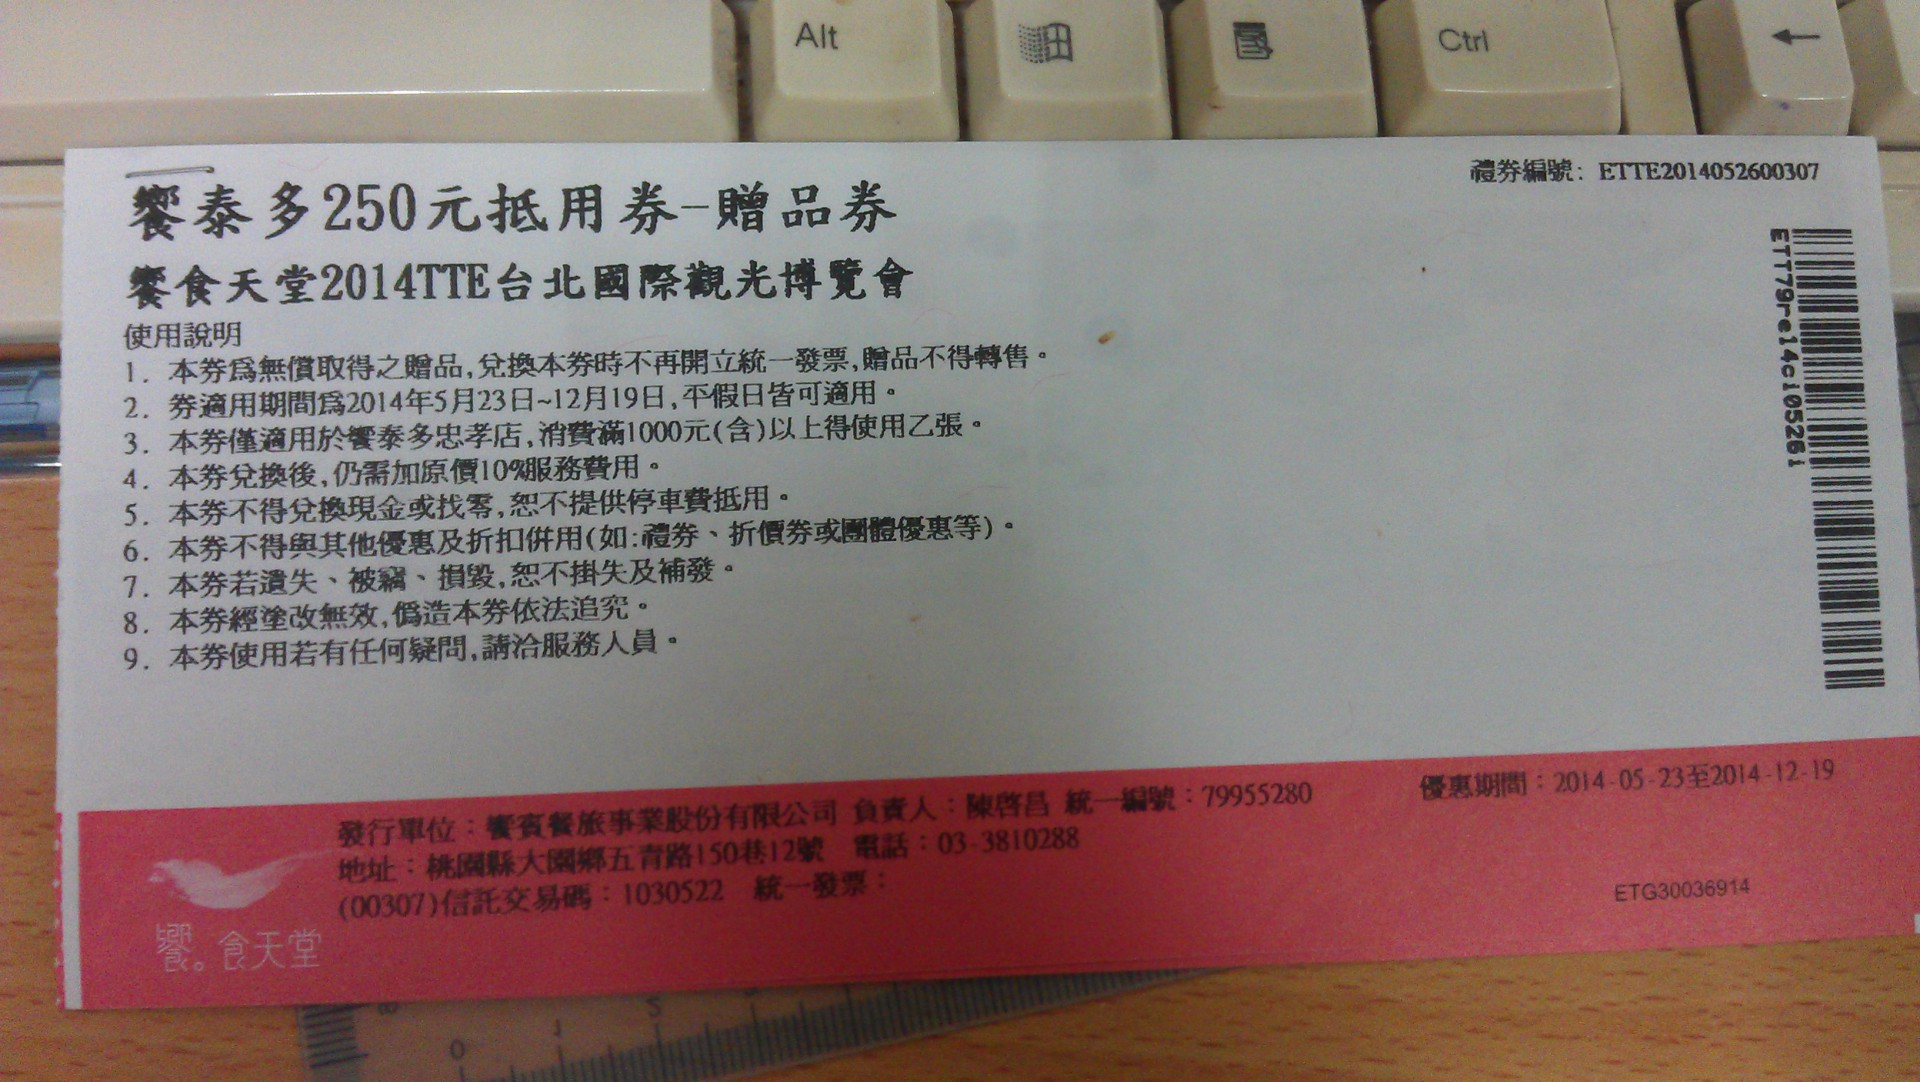 Alt
Ctrl
←
禮券編號: ETTE2014052600307
饗泰多250元抵用券-贈品券
饗食天堂2014TTE台北國際觀光博覽會
使用說明
1. 本券為無償取得之贈品,兌換本券時不再開立統一發票,贈品不得轉售。
2. 券適用期間為2014年5月23日~12月19日,平假日皆可適用。
3. 本券僅適用於饗泰多忠孝店,消費滿1000元(含)以上得使用乙張。
4. 本券兌換後,仍需加原價10%服務費用。
5. 本券不得兌換現金或找零,恕不提供停車費抵用。
6. 本券不得與其他優惠及折扣併用(如:禮券、折價券或團體優惠等)。
7. 本券若遺失、被竊、損毀,恕不掛失及補發。
8. 本券經塗改無效,偽造本券依法追究。
9. 本券使用若有任何疑問,請洽服務人員。
發行單位:饗賓餐旅事業股份有限公司 負責人:陳啓昌 統一編號:79955280
優惠期間:2014-05-23至2014-12-19
地址:桃園縣大園鄉五青路150巷12號 電話:03-3810288
(00307)信託交易碼:1030522 統一發票:
ETG30036914
饗。食天堂
0 1 2